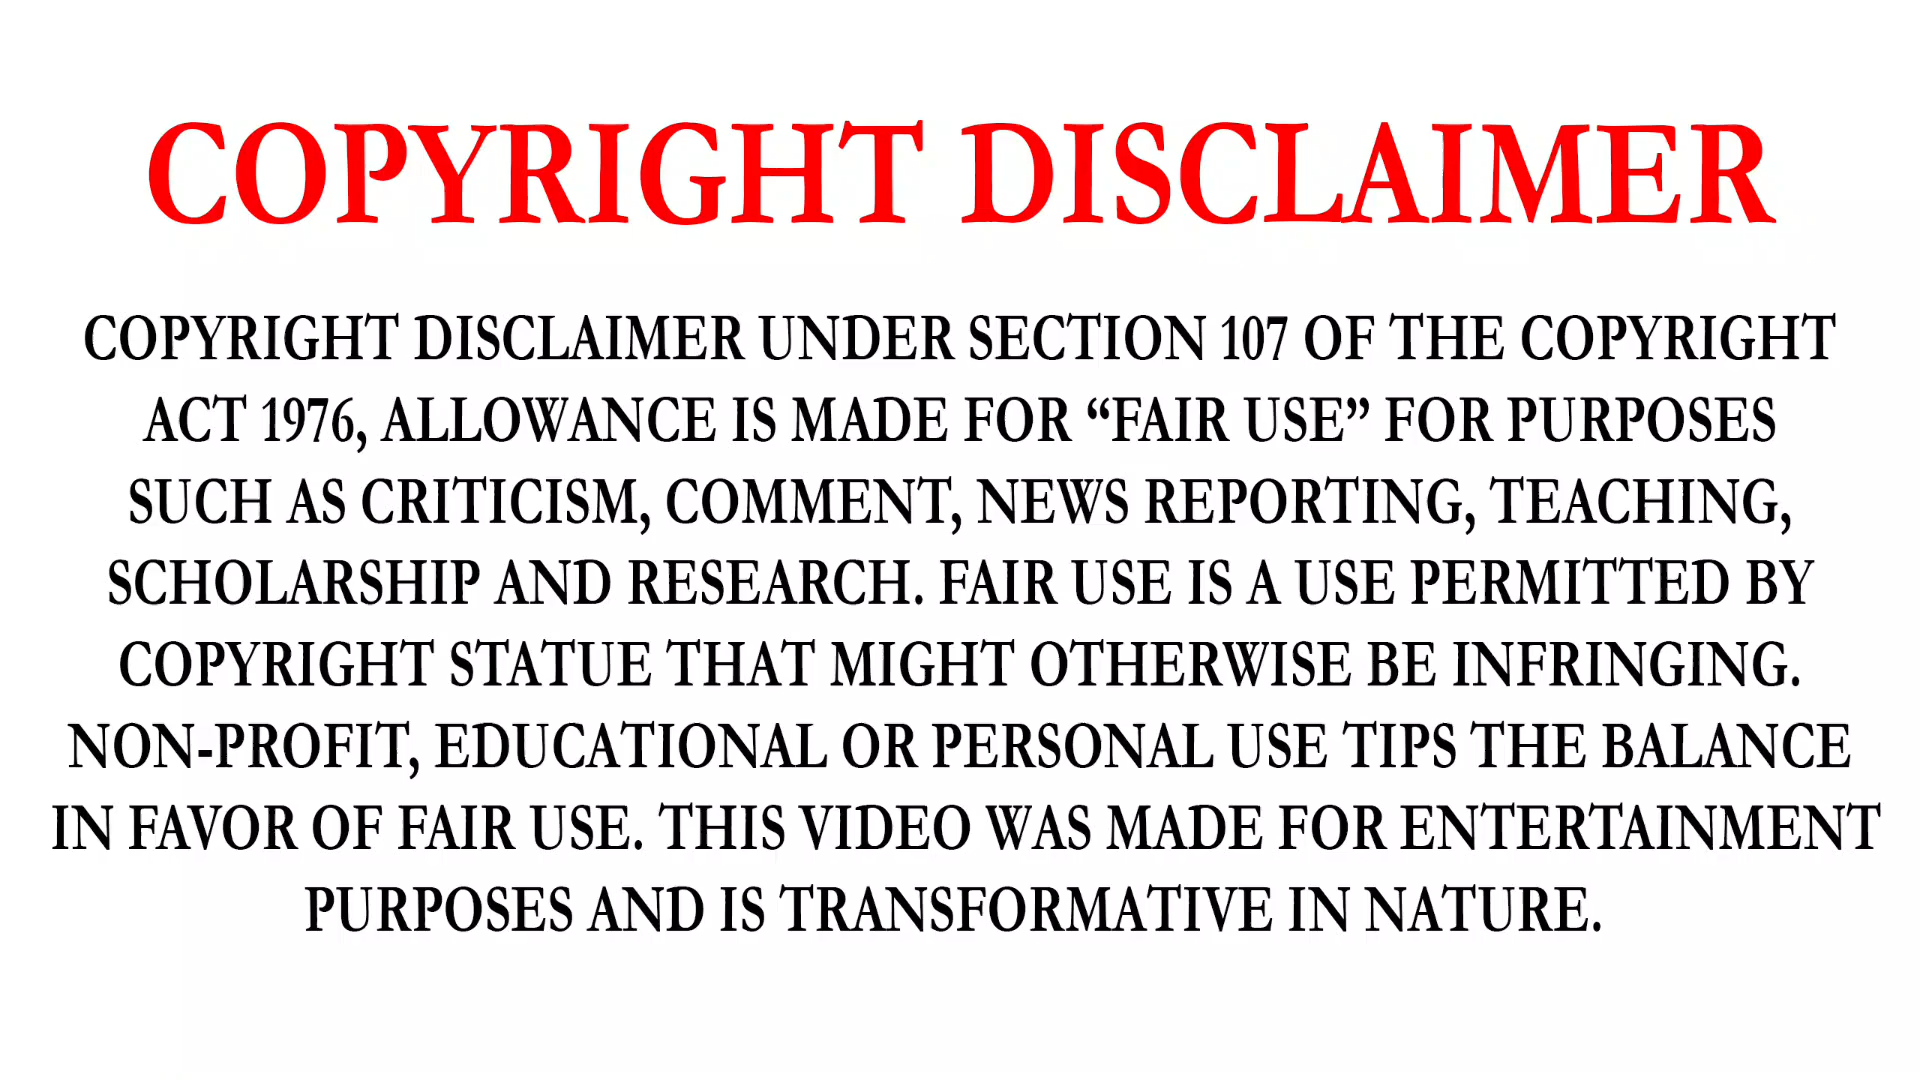 COPYRIGHT DISCLAIMER
COPYRIGHT DISCLAIMER UNDER SECTION 107 OF THE COPYRIGHT
ACT 1976, ALLOWANCE IS MADE FOR “FAIR USE” FOR PURPOSES
SUCH AS CRITICISM, COMMENT, NEWS REPORTING, TEACHING,
SCHOLARSHIP AND RESEARCH. FAIR USE IS A USE PERMITTED BY
COPYRIGHT STATUE THAT MIGHT OTHERWISE BE INFRINGING.
NON-PROFIT, EDUCATIONAL OR PERSONAL USE TIPS THE BALANCE
IN FAVOR OF FAIR USE. THIS VIDEO WAS MADE FOR ENTERTAINMENT
PURPOSES AND IS TRANSFORMATIVE IN NATURE.